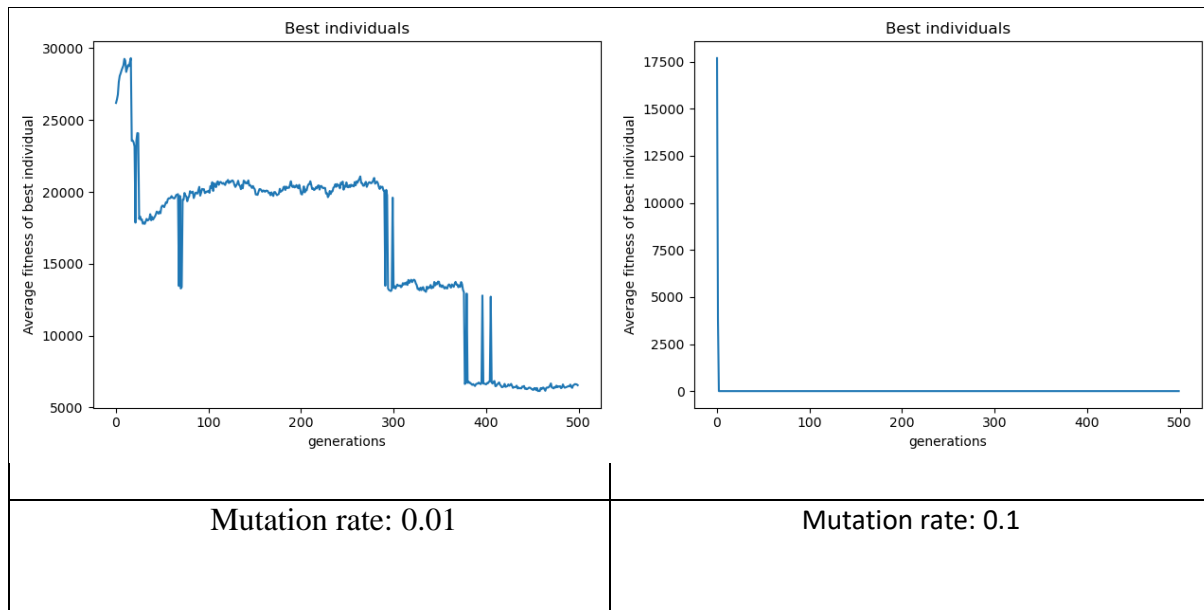 Best individuals
30000
25000
20000
15000
10000
5000
Average fitness of best individual
0 100 200 300 400 500
generations
Best individuals
17500
15000
12500
10000
7500
5000
2500
0
Average fitness of best individual
0 100 200 300 400 500
generations
Mutation rate: 0.01
Mutation rate: 0.1